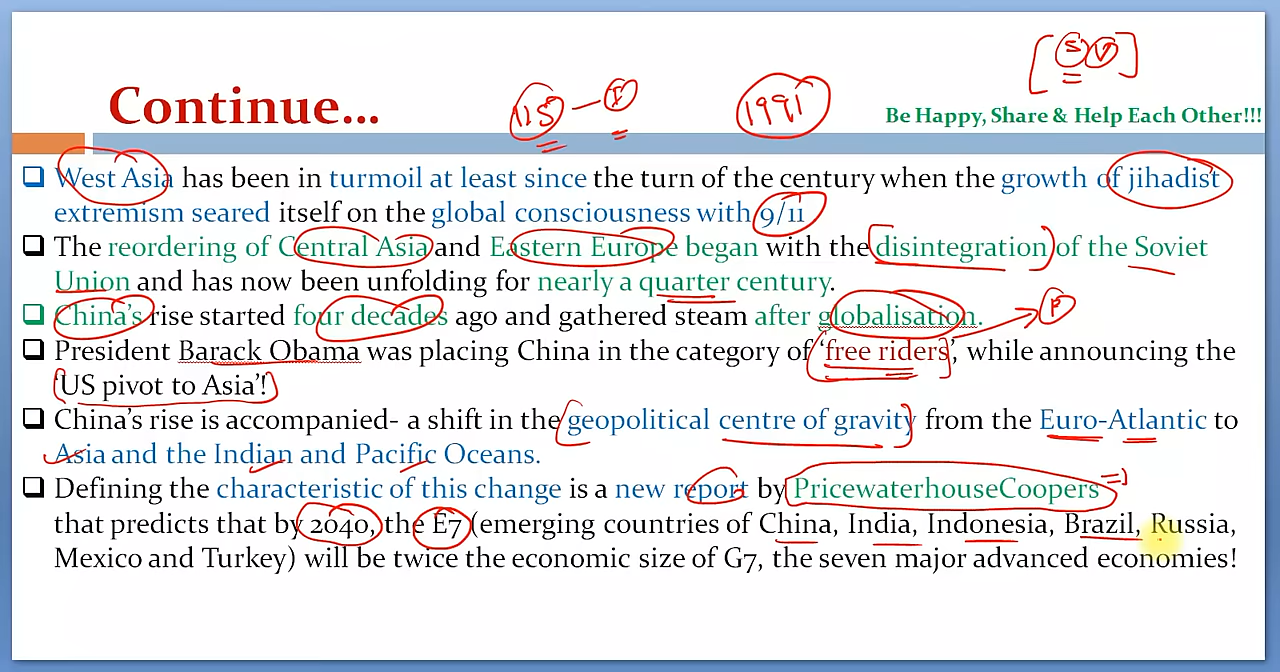 [S V]
Continue...
115 - I
1991
Be Happy, Share & Help Each Other!!!
West Asia has been in turmoil at least since the turn of the century when the growth of jihadist
extremism seared itself on the global consciousness with 9/11
The reordering of Central Asia and Eastern Europe began with the disintegration of the Soviet
Union and has now been unfolding for nearly a quarter century.
China's rise started four decades ago and gathered steam after globalisation.
President Barack Obama was placing China in the category of 'free riders', while announcing the
'US pivot to Asia'!
China's rise is accompanied- a shift in the geopolitical centre of gravity from the Euro-Atlantic to
Asia and the Indian and Pacific Oceans.
Defining the characteristic of this change is a new report by PricewaterhouseCoopers
that predicts that by 2040, the E7 (emerging countries of China, India, Indonesia, Brazil, Russia,
Mexico and Turkey) will be twice the economic size of G7, the seven major advanced economies!